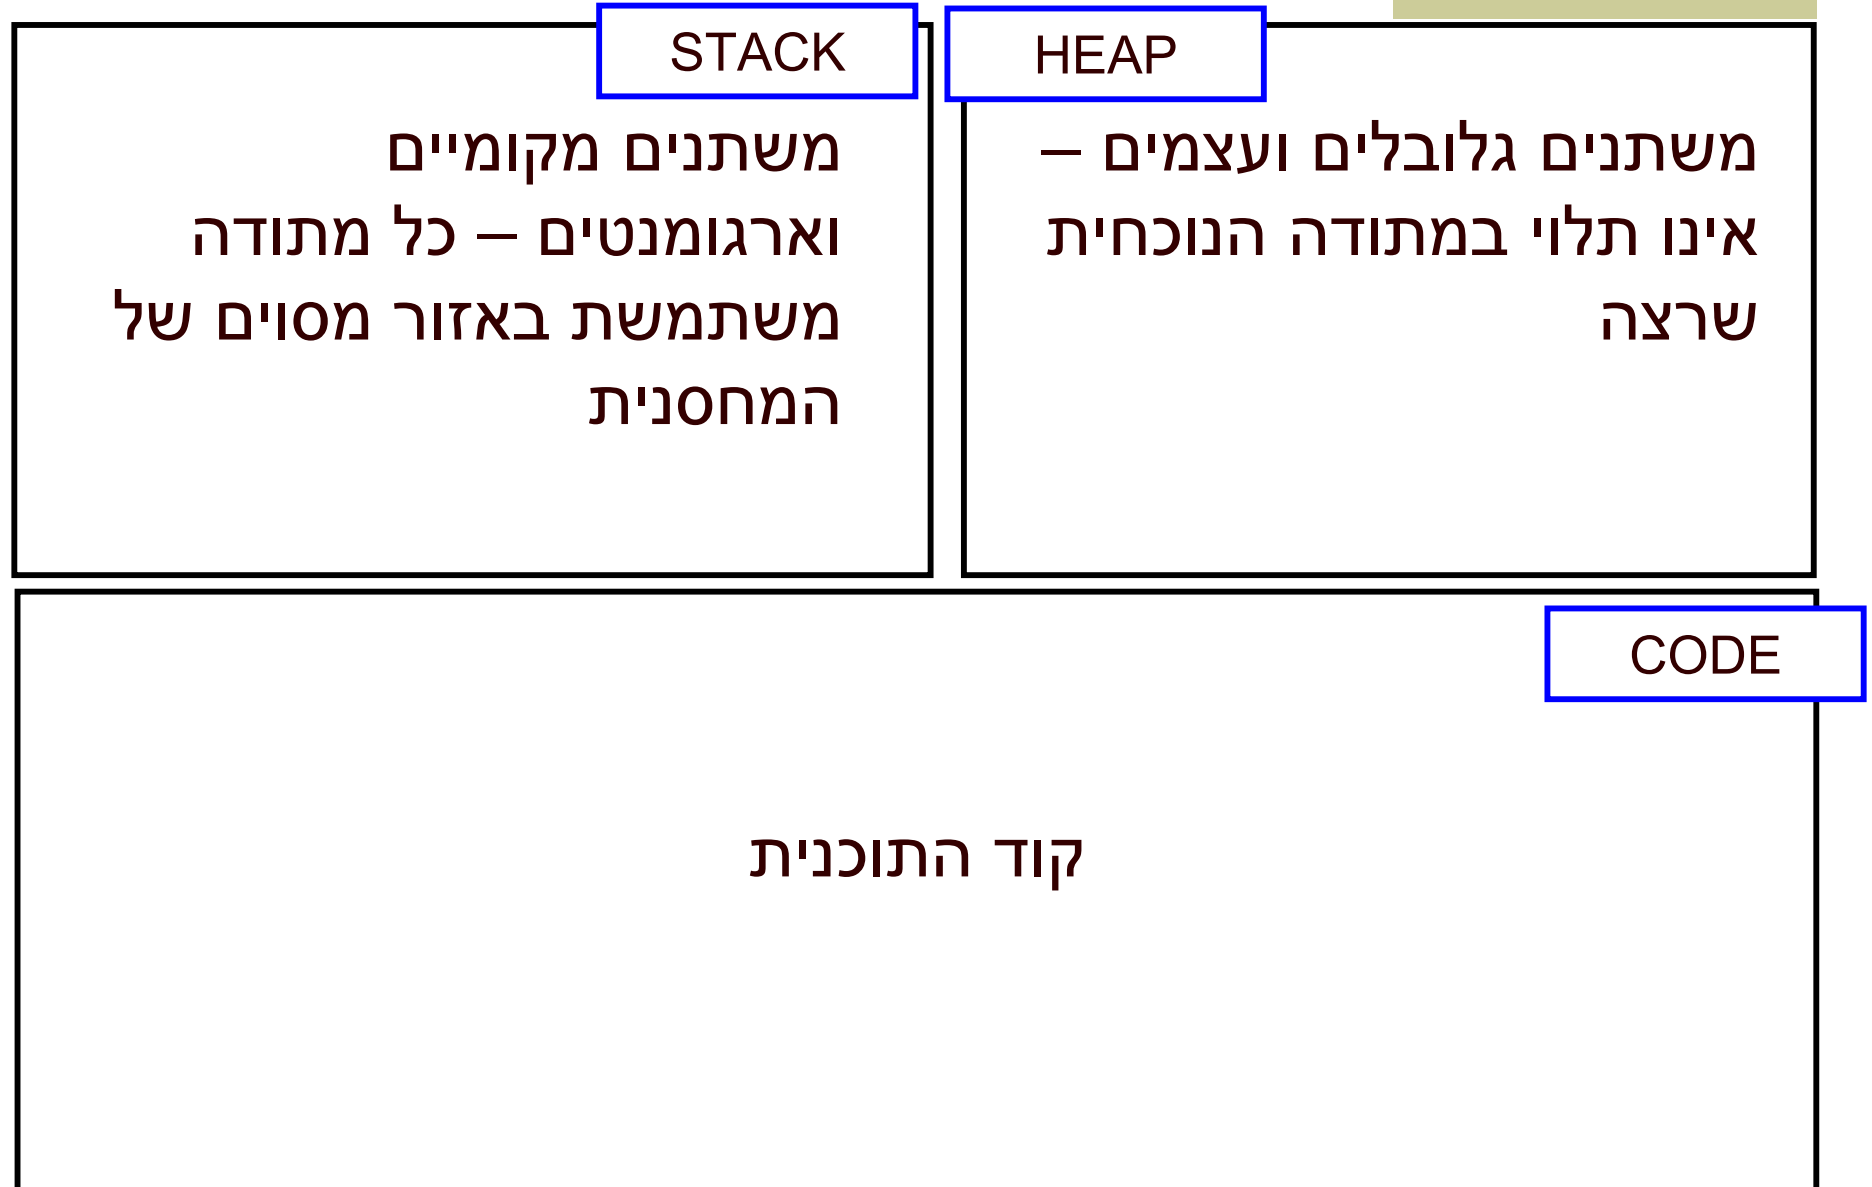 STACK
משתנים מקומיים
וארגומנטים – כל מתודה
משתמשת באזור מסוים של
המחסנית
HEAP
משתנים גלובלים ועצמים –
אינו תלוי במתודה הנוכחית
שרצה
CODE
קוד התוכנית